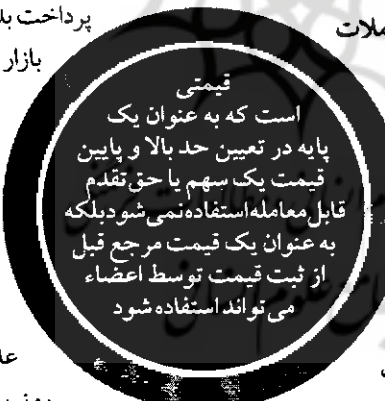 پرداخت بد
ملات
بازار
قیمتی
است که به عنوان یک
پایه در تعیین حد بالا و پایین
قیمت یک سهم یا حق تقدم
قابل معامله استفاده نمی شود بلکه
به عنوان یک قیمت مرجع قبل
از ثبت قیمت توسط اعضاء
می تواند استفاده شود